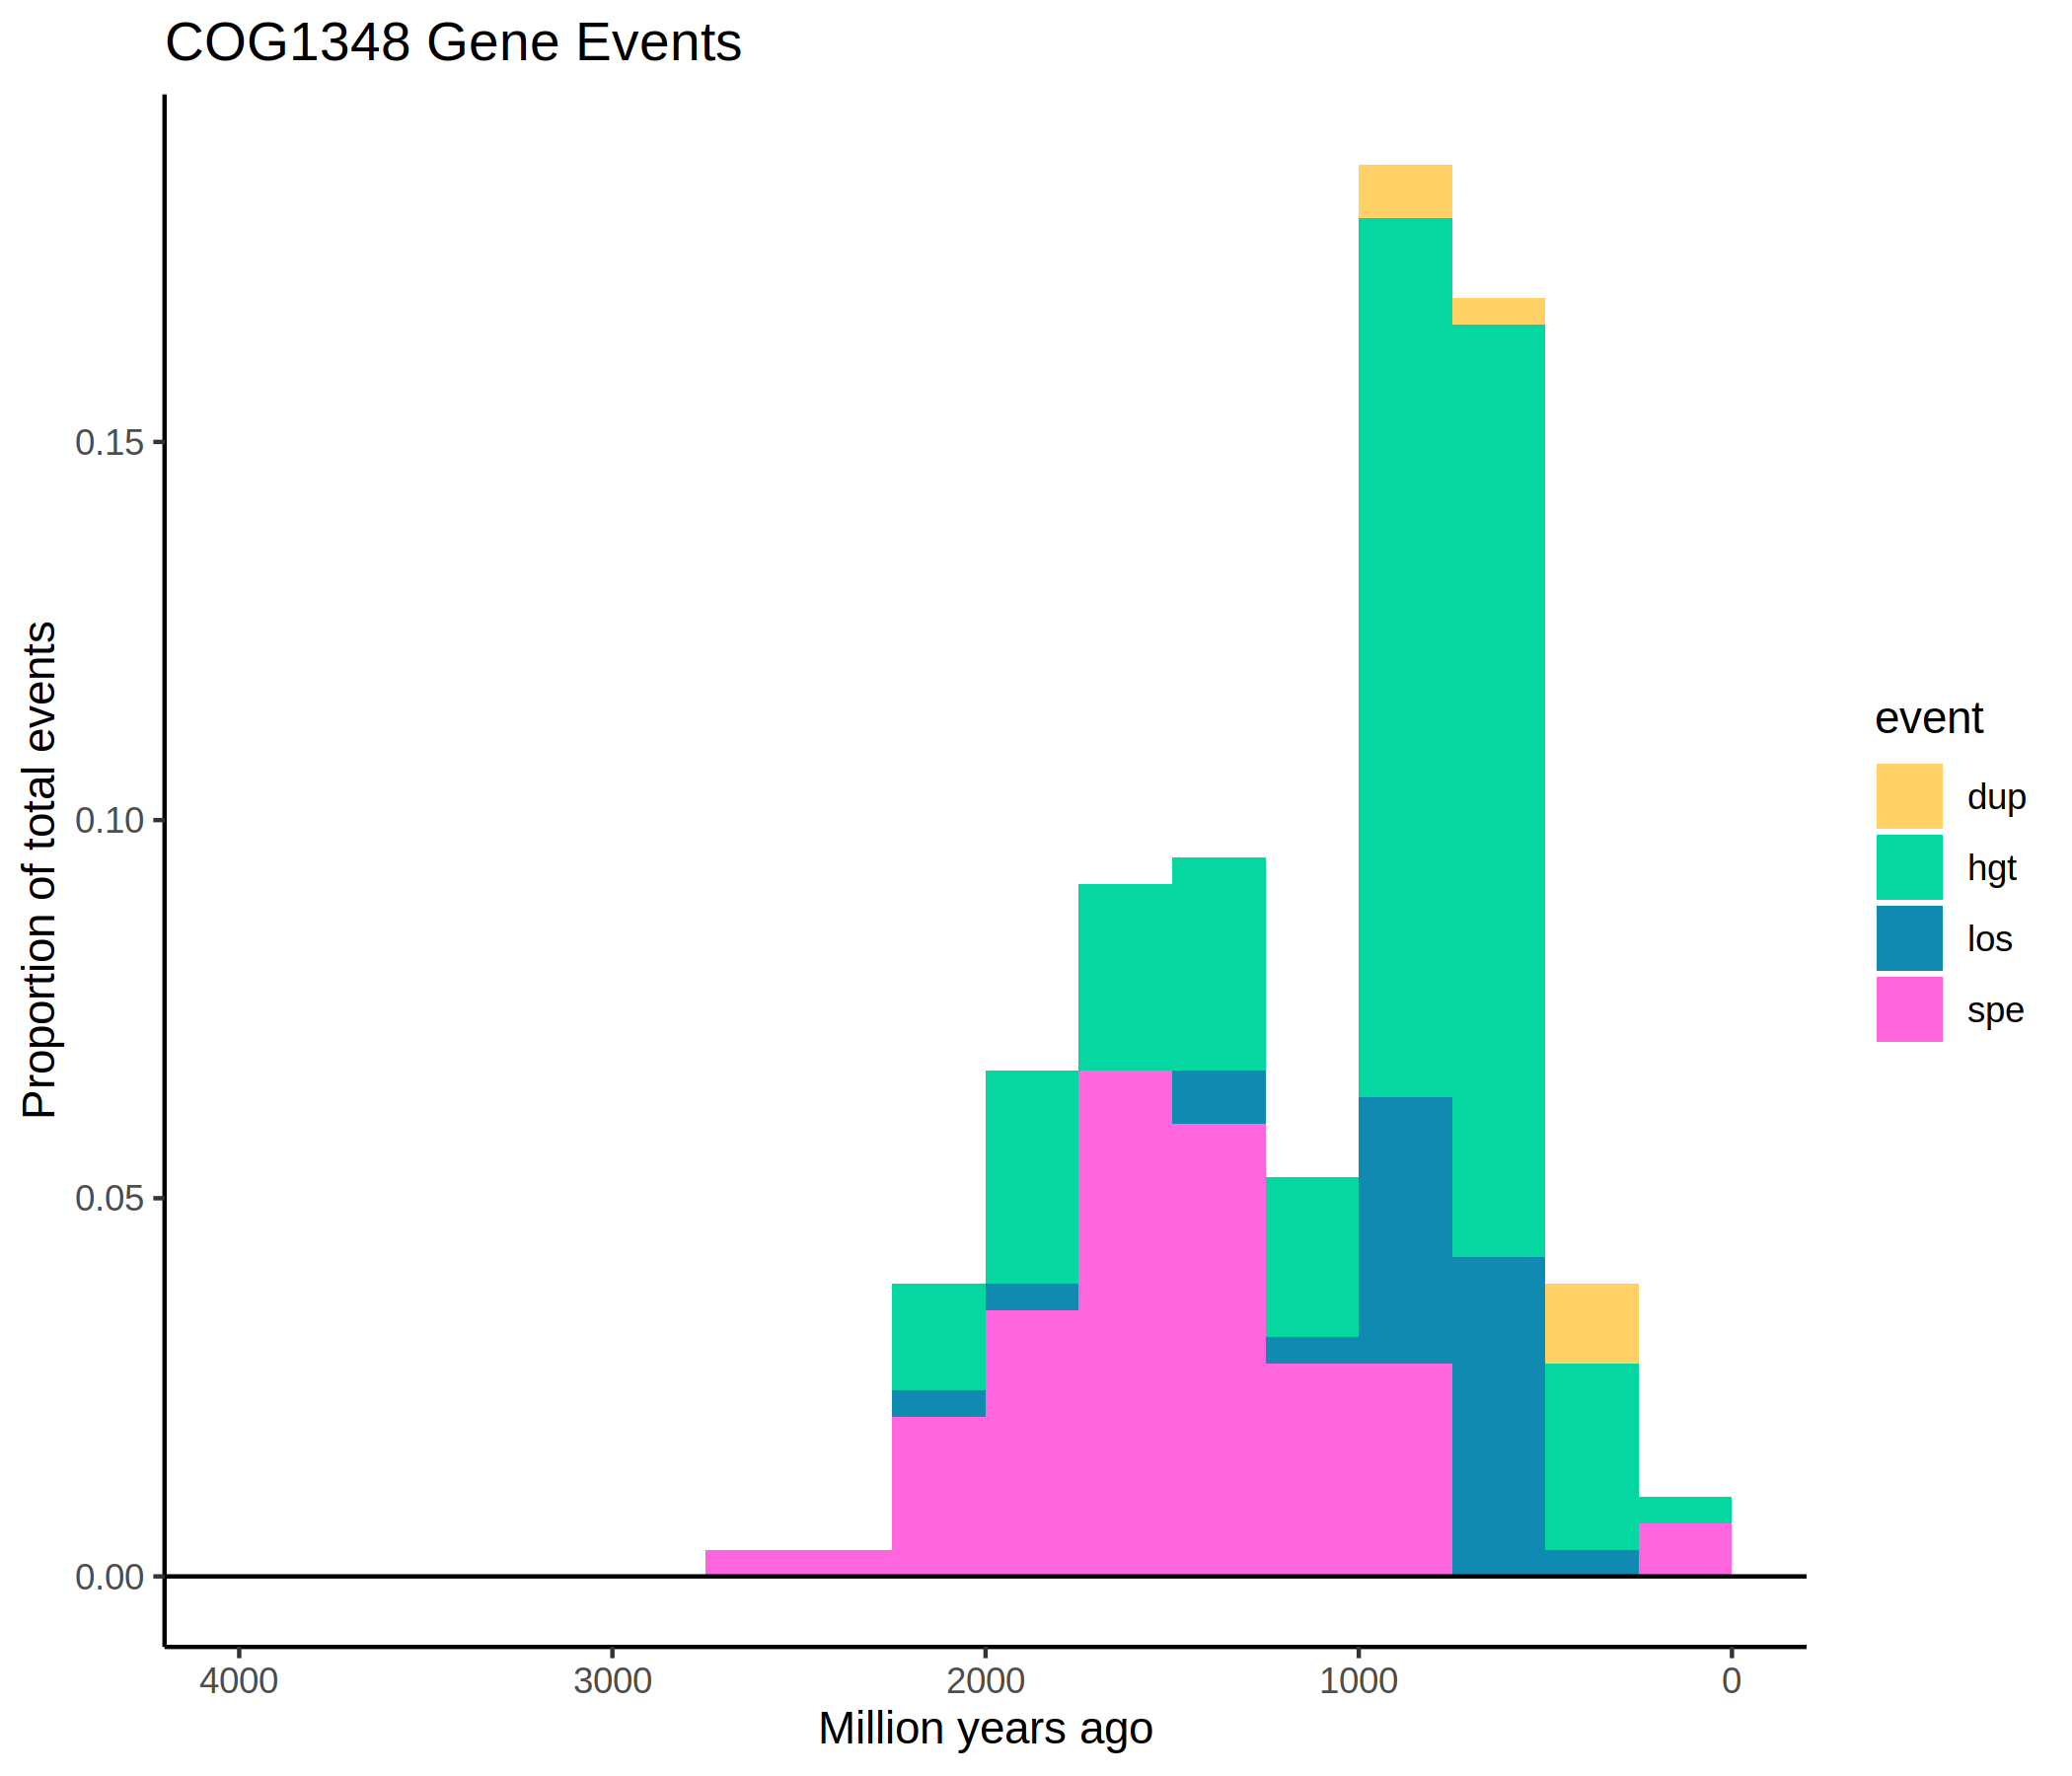 COG1348 Gene Events
Proportion of total events
0.15
0.10
0.05
0.00
4000 3000 2000 1000 0
Million years ago
event
dup
hgt
los
spe